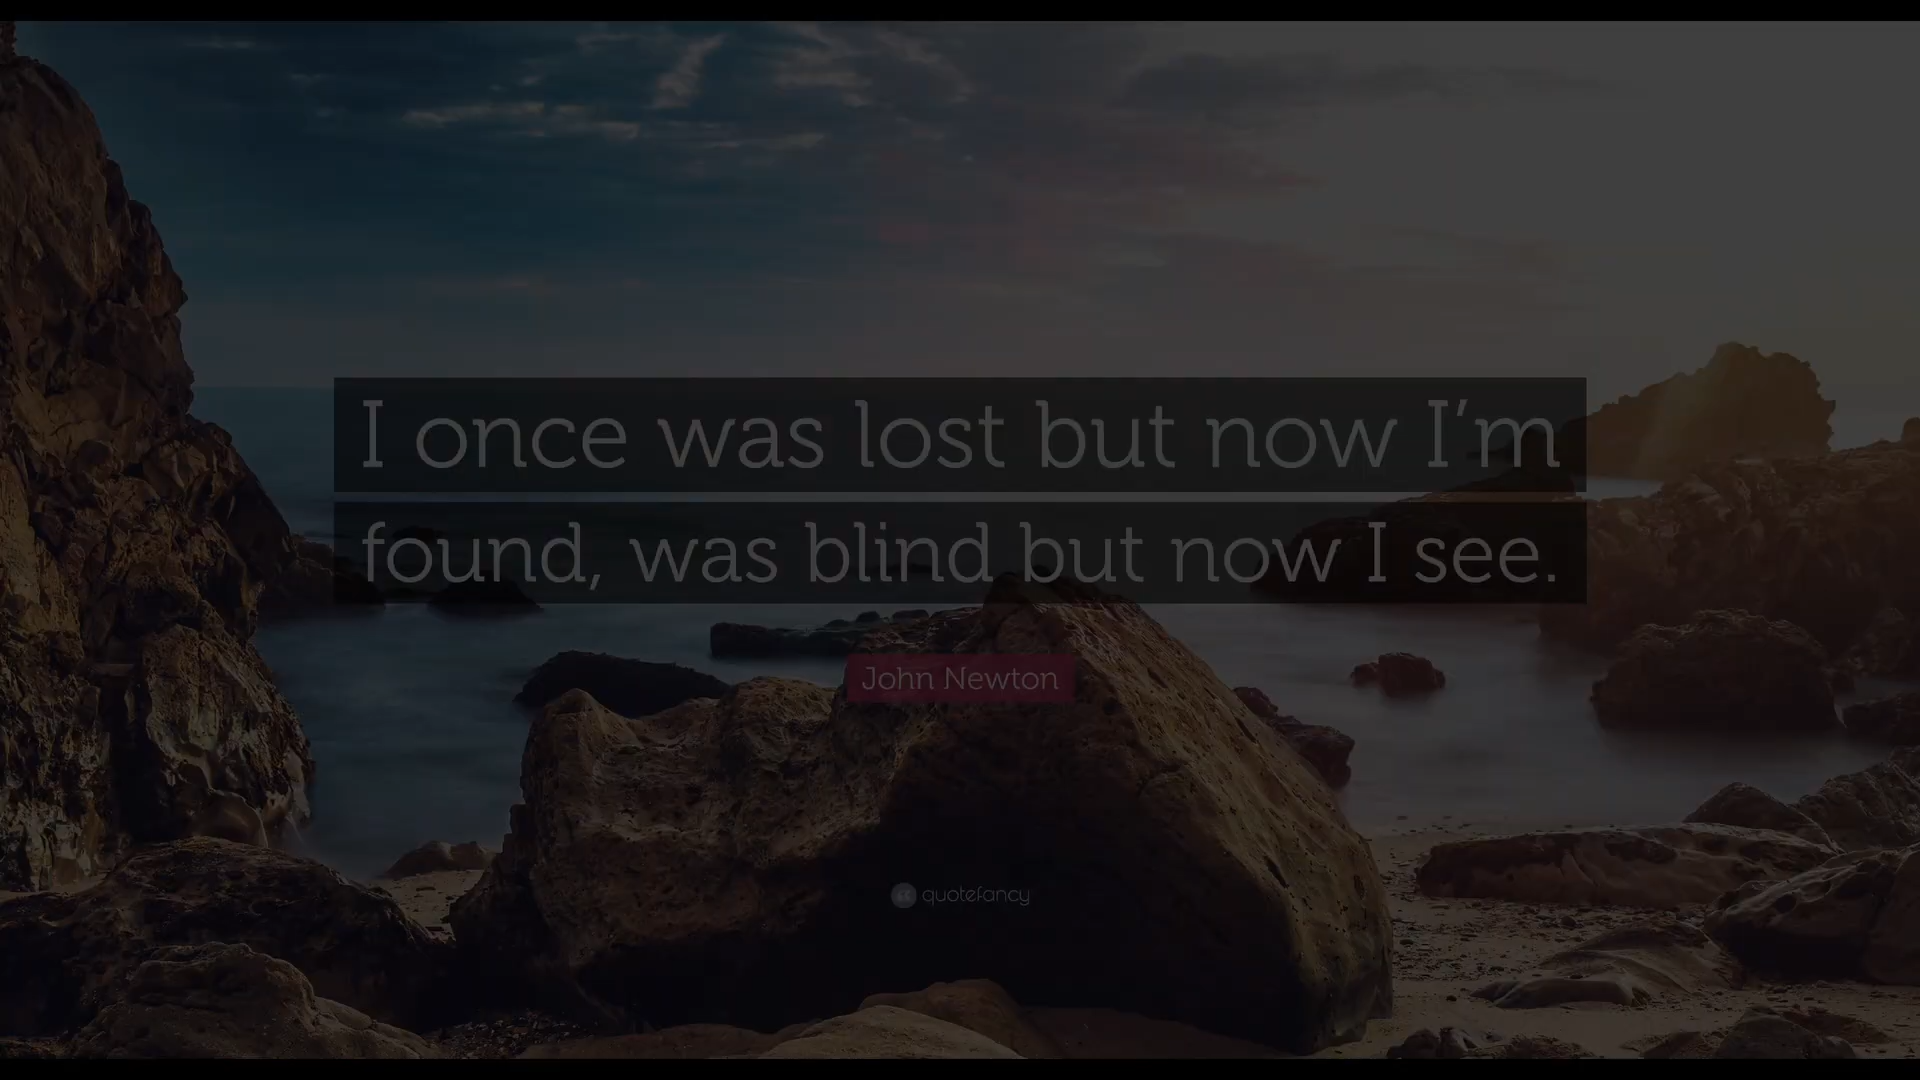 I once was lost but now I’m
found, was blind but now I see.
John Newton
quotefancy